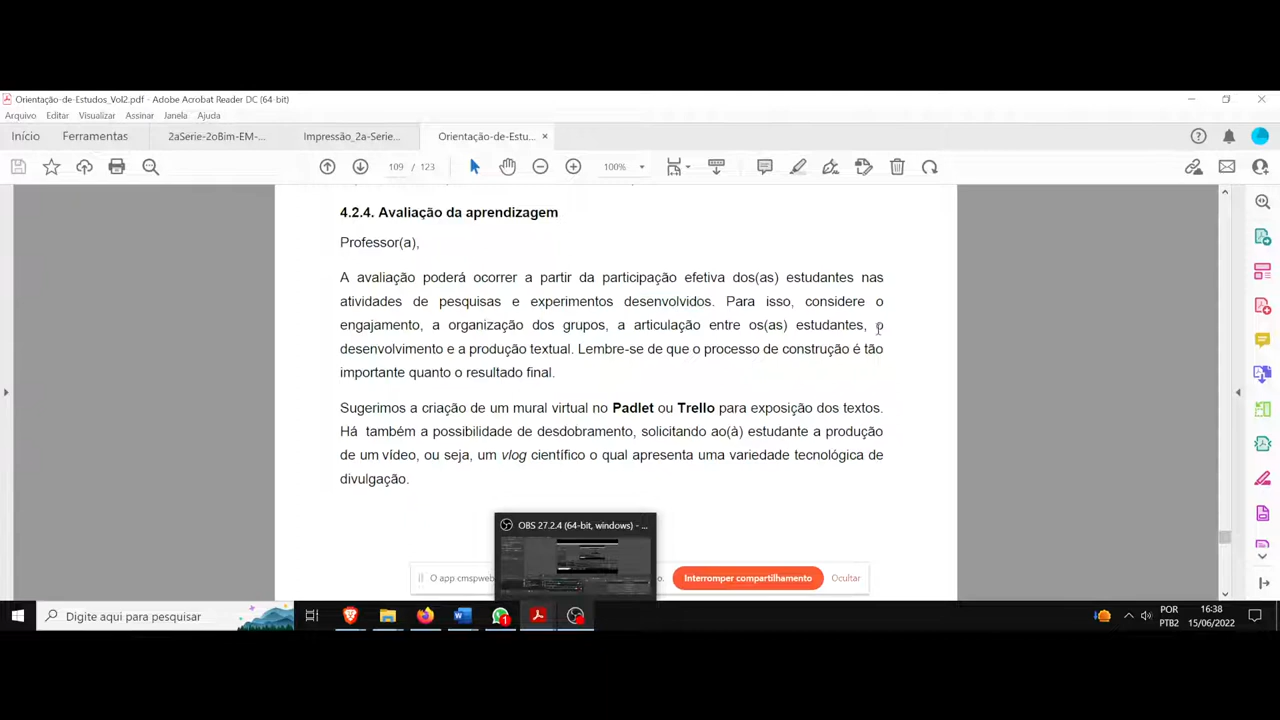 Orientação-de-Estudos_Vol2.pdf - Adobe Acrobat Reader DC (64-bit)
Arquivo Editar Visualizar Assinar Janela Ajuda
Início Ferramentas 2aSerie-2oBim-EM-... Impressão_2a-Serie... Orientação-de-Estu... ×
109 / 123 100%
4.2.4. Avaliação da aprendizagem
Professor(a),
A avaliação poderá ocorrer a partir da participação efetiva dos(as) estudantes nas
atividades de pesquisas e experimentos desenvolvidos. Para isso, considere o
engajamento, a organização dos grupos, a articulação entre os(as) estudantes, o
desenvolvimento e a produção textual. Lembre-se de que o processo de construção é tão
importante quanto o resultado final.
Sugerimos a criação de um mural virtual no Padlet ou Trello para exposição dos textos.
Há também a possibilidade de desdobramento, solicitando ao(à) estudante a produção
de um vídeo, ou seja, um vlog científico o qual apresenta uma variedade tecnológica de
divulgação.
OBS 27.2.4 (64-bit, windows) - ...
O app cmspweb o. Interromper compartilhamento Ocultar
Digite aqui para pesquisar 1 POR 16:38
PTB2 15/06/2022